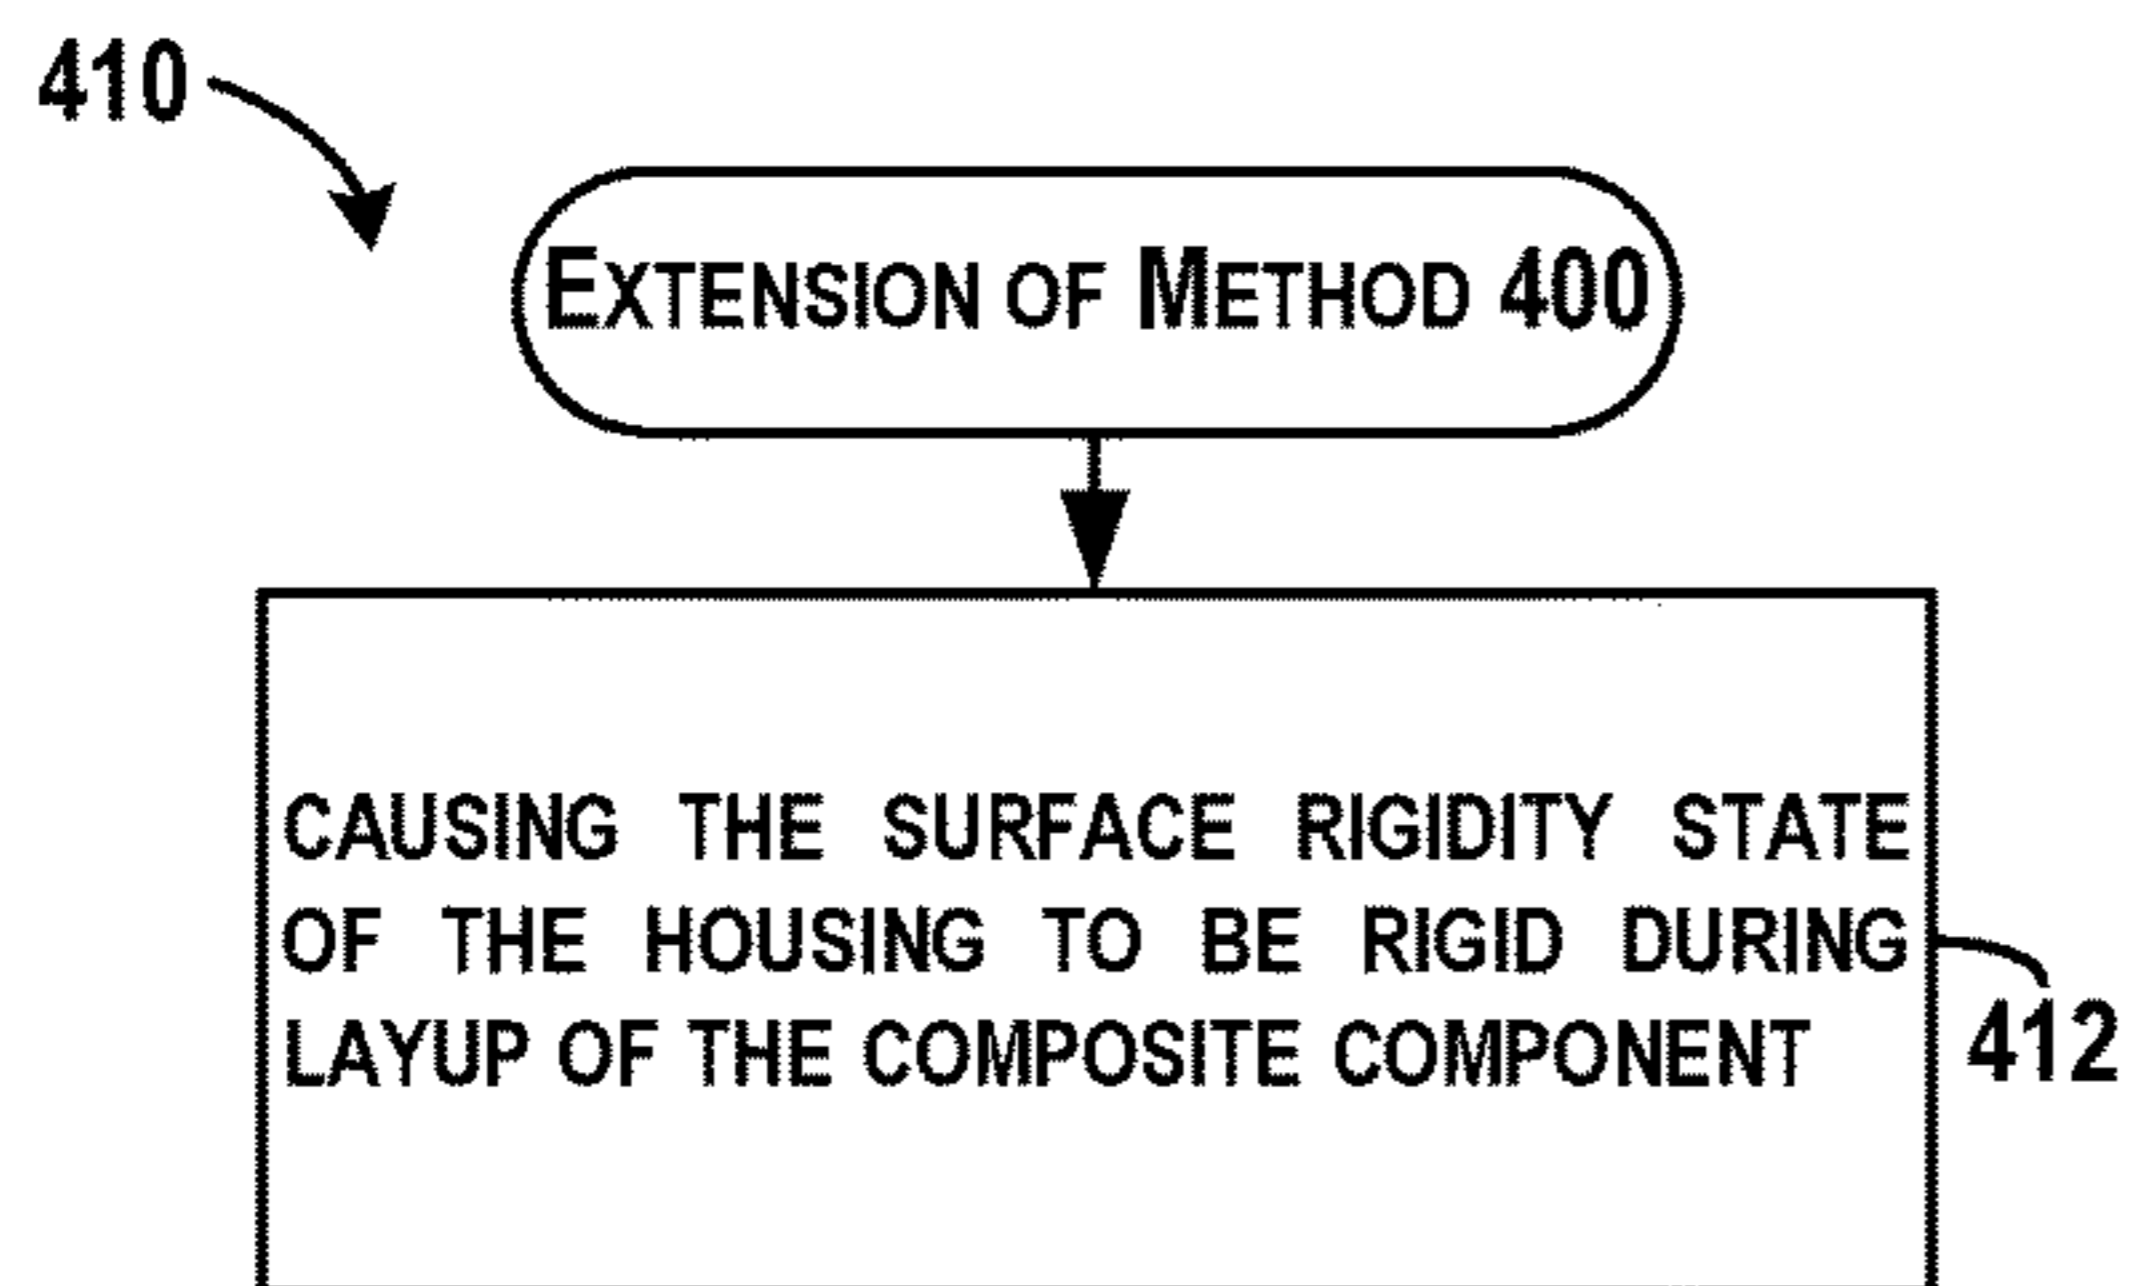 410
EXTENSION OF METHOD 400
CAUSING THE SURFACE RIGIDITY STATE
OF THE HOUSING TO BE RIGID DURING
LAYUP OF THE COMPOSITE COMPONENT
412